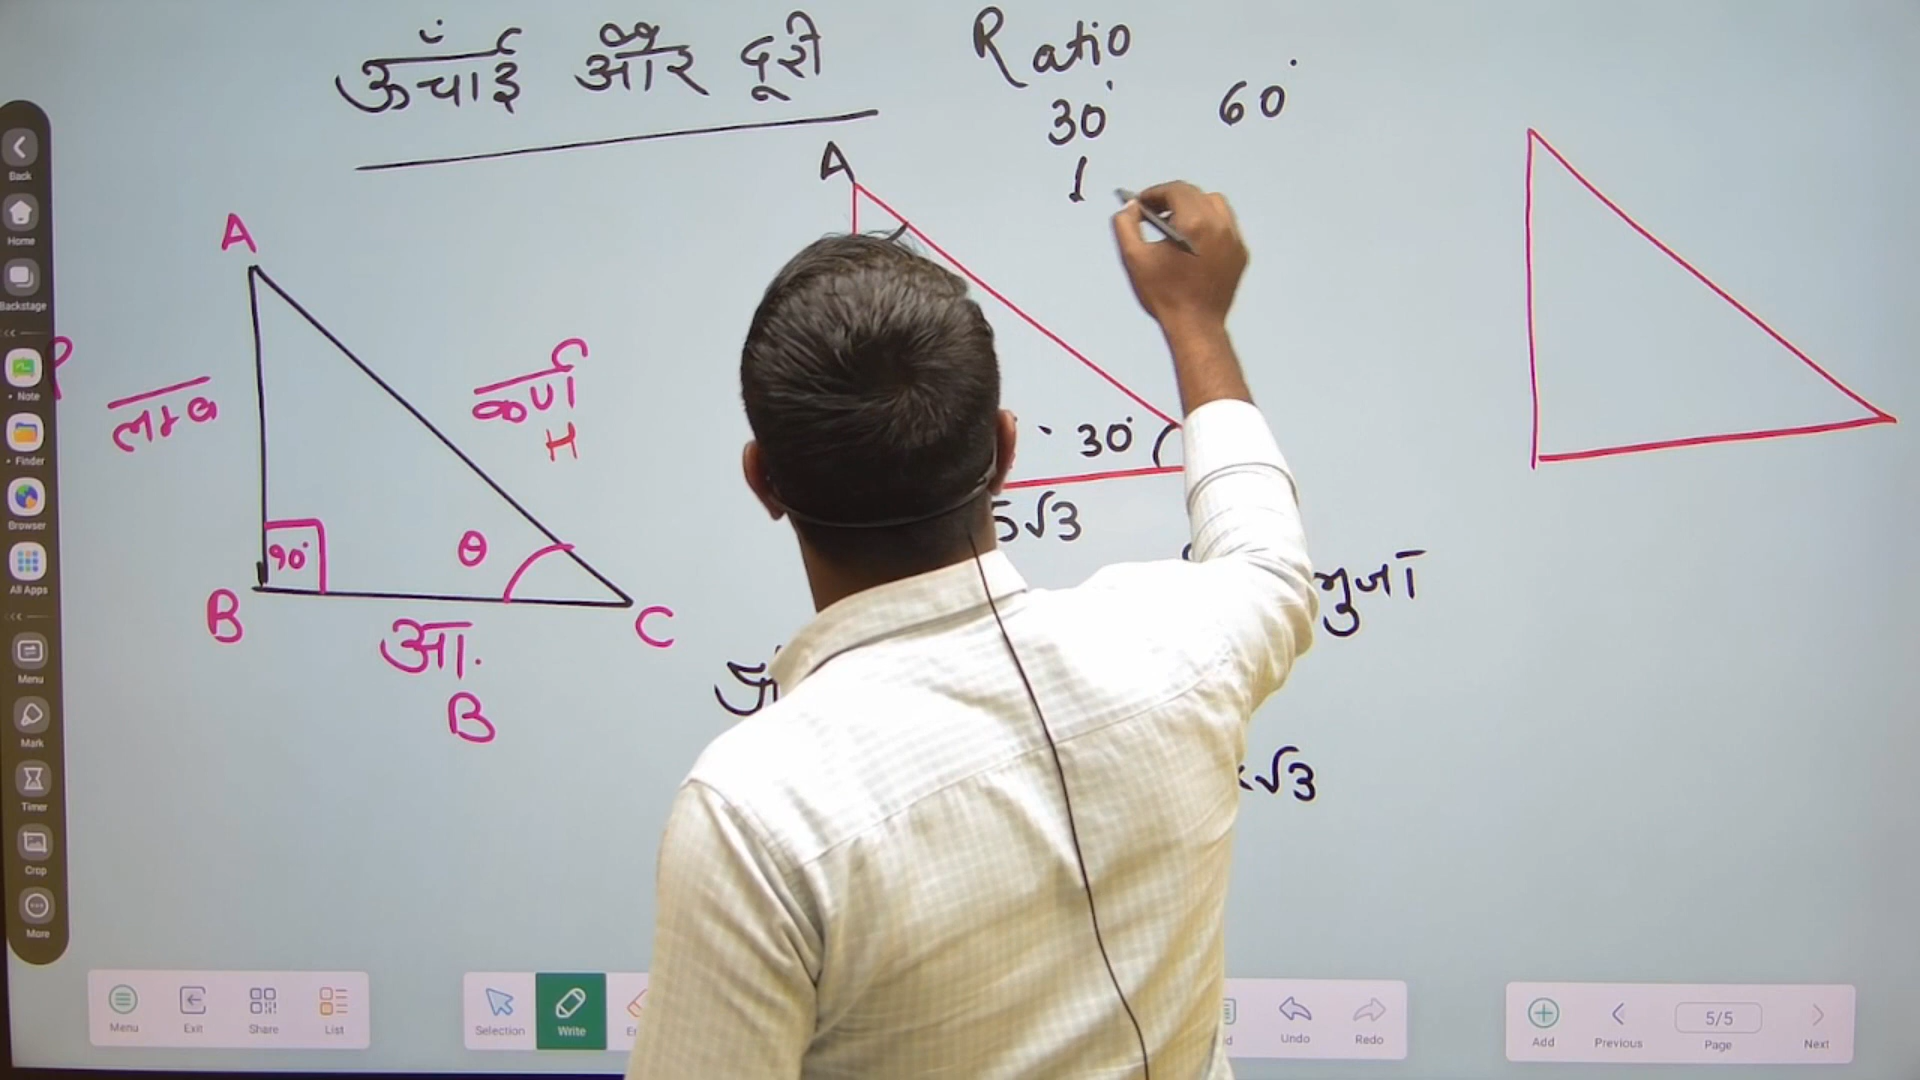 ऊंचाई और दूरी
Ratio
30° 60°
1
A
A
P
लम्ब
कर्ण
H
90°
θ
30°
5√3
B
C
आ.
B
भुजा
√3
Back
Home
Backstage
Note
Finder
Browser
All Apps
Menu
Mark
Timer
Crop
More
Menu Exit Share List
Selection Write
Undo Redo
Add Previous 5/5 Page Next